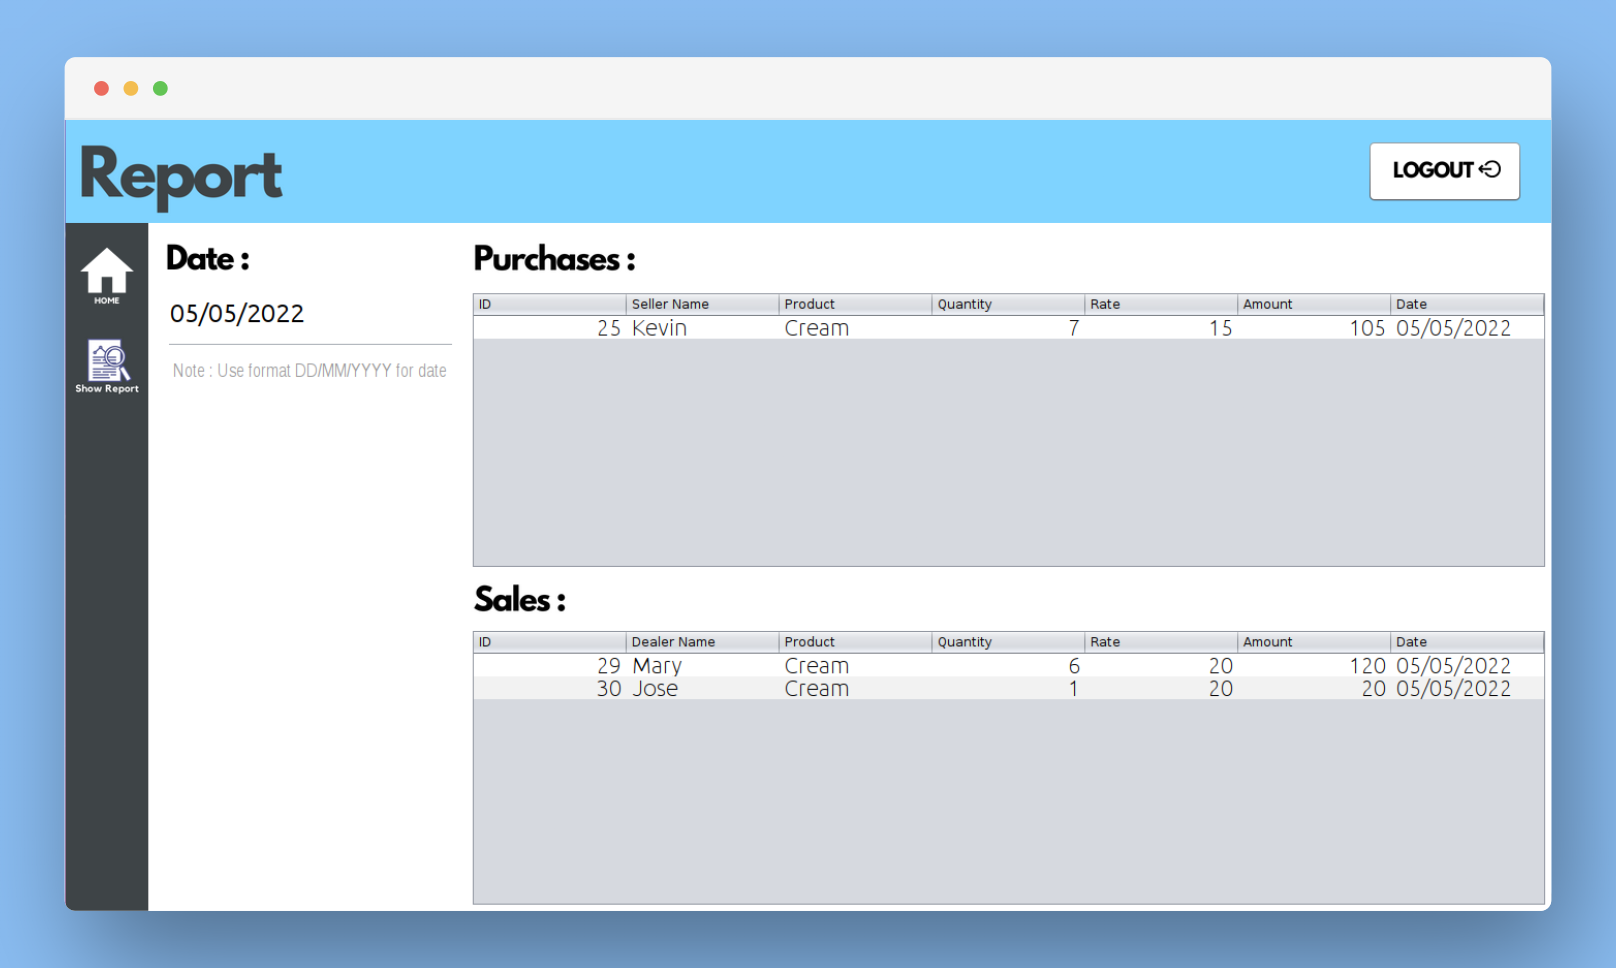 Report
LOGOUT
HOME
Show Report
Date :
05/05/2022
Note : Use format DD/MM/YYYY for date
Purchases :
ID Seller Name Product Quantity Rate Amount Date
25 Kevin Cream 7 15 105 05/05/2022
Sales :
ID Dealer Name Product Quantity Rate Amount Date
29 Mary Cream 6 20 120 05/05/2022
30 Jose Cream 1 20 20 05/05/2022